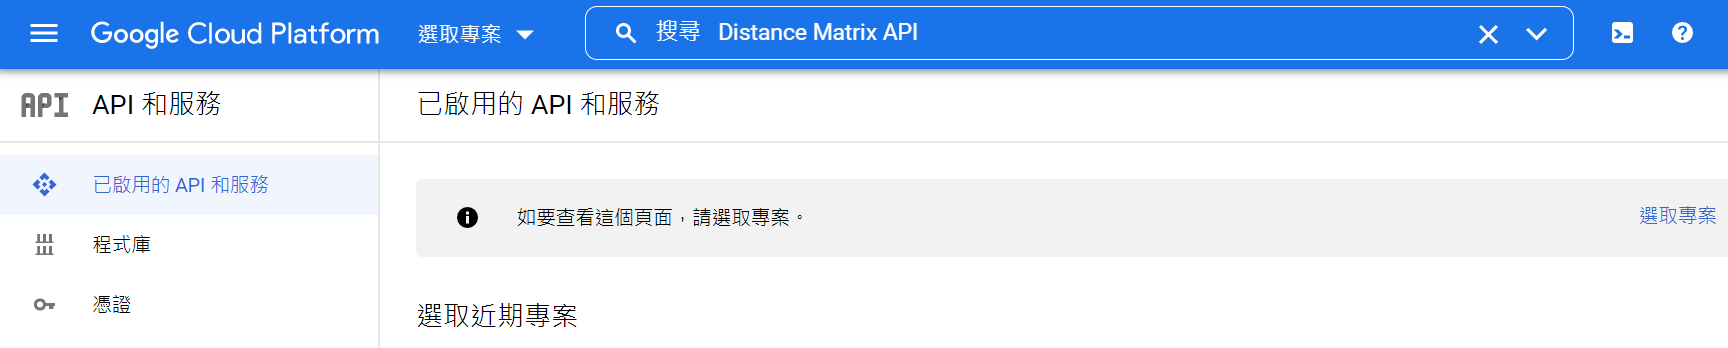 Google Cloud Platform 選取專案 搜尋 Distance Matrix API
API API 和服務
已啟用的 API 和服務
已啟用的 API 和服務
程式庫
憑證
如要查看這個頁面，請選取專案。 選取專案
選取近期專案